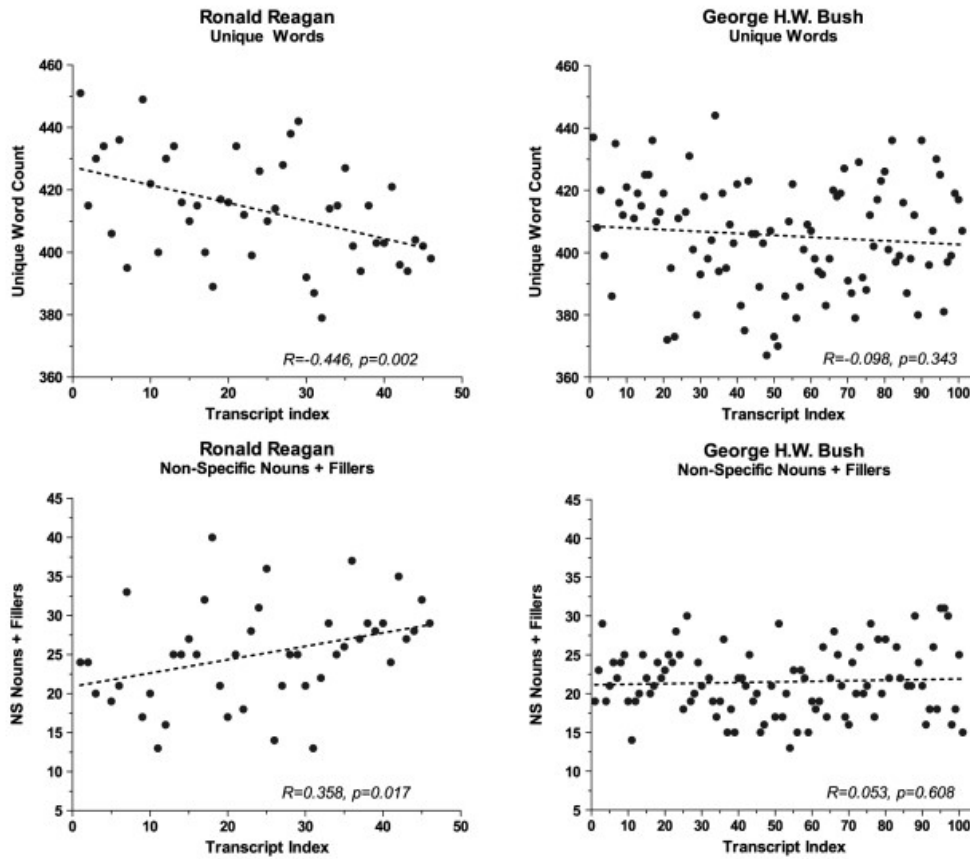 Ronald Reagan
Unique Words
460
440
420
400
380
360
Unique Word Count
0
10
20
30
40
50
Transcript index
R=-0.446, p=0.002
George H.W. Bush
Unique Words
460
440
420
400
380
360
Unique Word Count
0 10 20 30 40 50 60 70 80 90 100
Transcript Index
R=-0.098, p=0.343
Ronald Reagan
Non-Specific Nouns + Fillers
45
40
35
30
25
20
15
10
5
NS Nouns + Fillers
0
10
20
30
40
50
Transcript Index
R=0.358, p=0.017
George H.W. Bush
Non-Specific Nouns + Fillers
45
40
35
30
25
20
15
10
5
NS Nouns + Fillers
0 10 20 30 40 50 60 70 80 90 100
Transcript Index
R=0.053, p=0.608